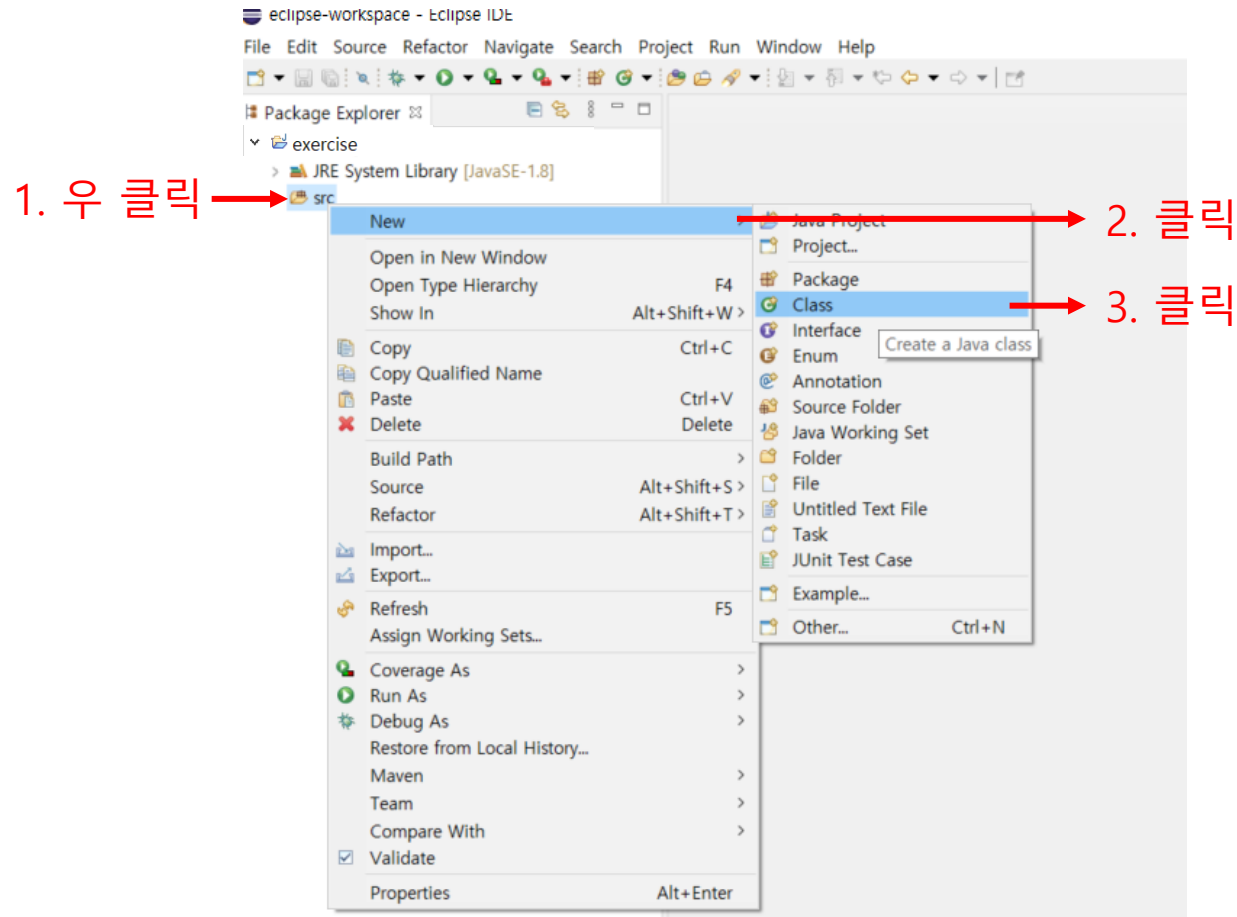 eclipse-workspace - Eclipse IDE
File Edit Source Refactor Navigate Search Project Run Window Help
Package Explorer
exercise
JRE System Library [JavaSE-1.8]
1. 우 클릭
src
New
Open in New Window
Open Type Hierarchy F4
Show In Alt+Shift+W >
Copy Ctrl+C
Copy Qualified Name
Paste Ctrl+V
Delete Delete
Build Path >
Source Alt+Shift+S >
Refactor Alt+Shift+T >
Import...
Export...
Refresh F5
Assign Working Sets...
Coverage As >
Run As >
Debug As >
Restore from Local History...
Maven >
Team >
Compare With >
Validate
Properties Alt+Enter
Java Project
2. 클릭
Project...
Package
Class
3. 클릭
Interface
Create a Java class
Enum
Annotation
Source Folder
Java Working Set
Folder
File
Untitled Text File
Task
JUnit Test Case
Example...
Other... Ctrl+N